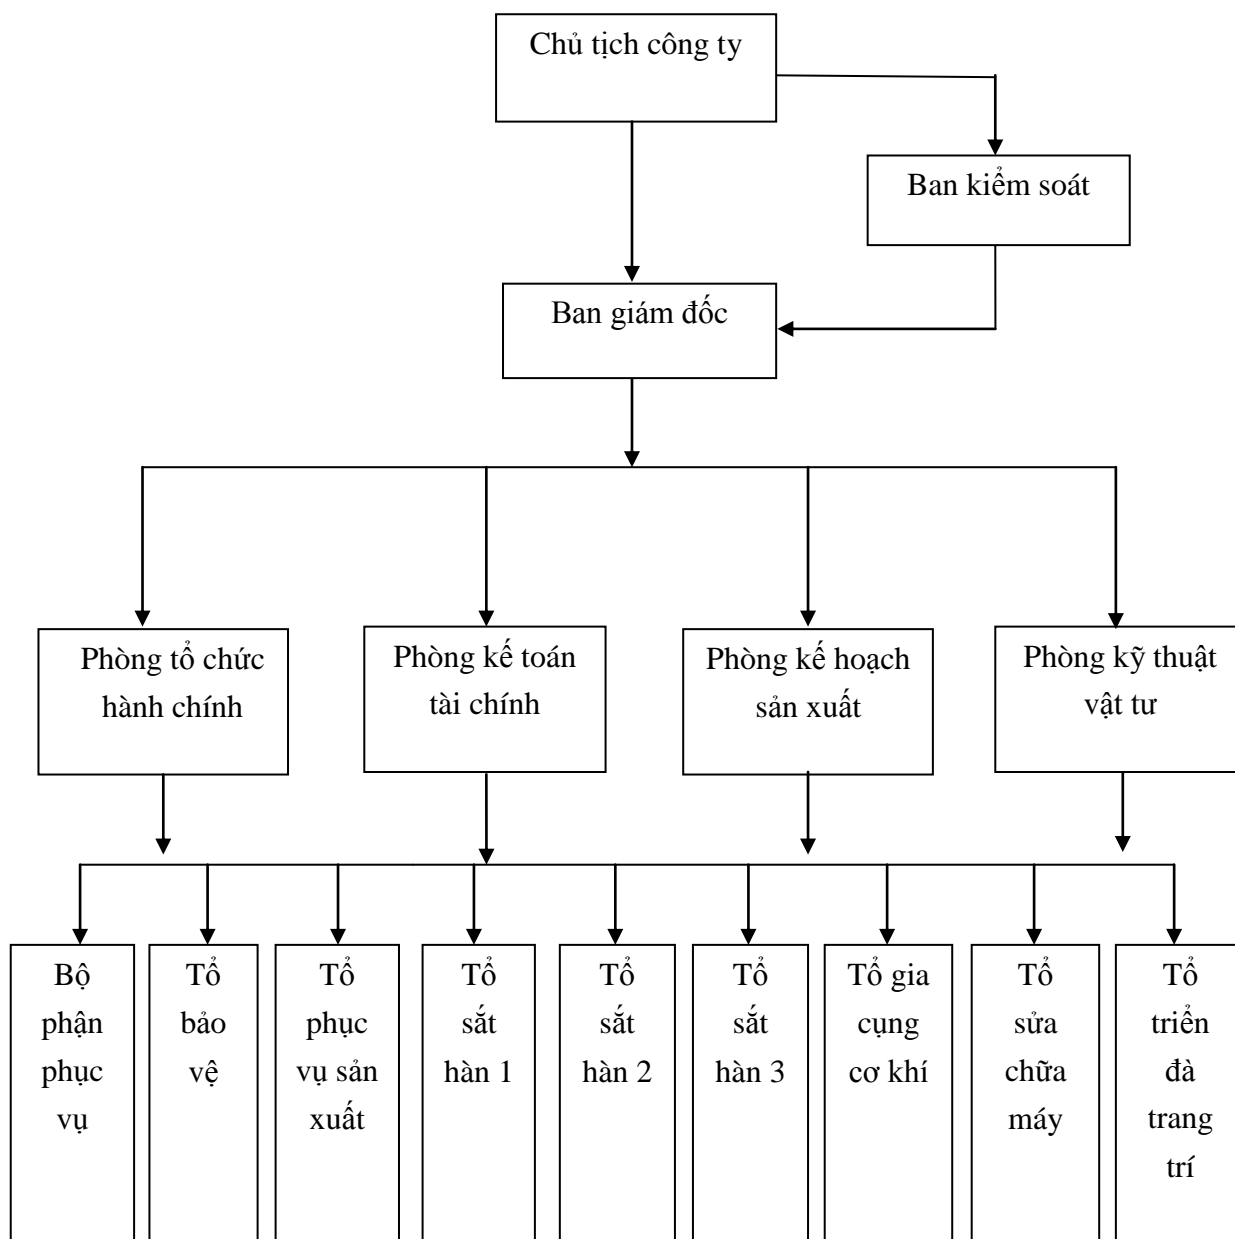 Chủ tịch công ty
Ban kiểm soát
Ban giám đốc
Phòng tổ chức
hành chính
Phòng kế toán
tài chính
Phòng kế hoạch
sản xuất
Phòng kỹ thuật
vật tư
Bộ
phận
phục
vụ
Tổ
bảo
vệ
Tổ
phục
vụ sản
xuất
Tổ
sắt
hàn 1
Tổ
sắt
hàn 2
Tổ
sắt
hàn 3
Tổ gia
cụng
cơ khí
Tổ
sửa
chữa
máy
Tổ
triển
đà
trang
trí